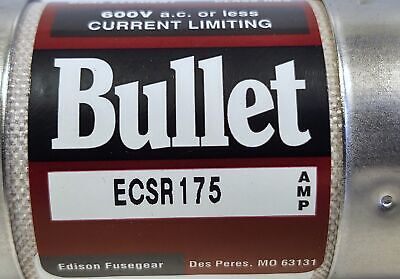 600V a.c. or less
CURRENT LIMITING
Bullet
ECSR175
AMP
Edison Fusegear Des Peres, MO 63131